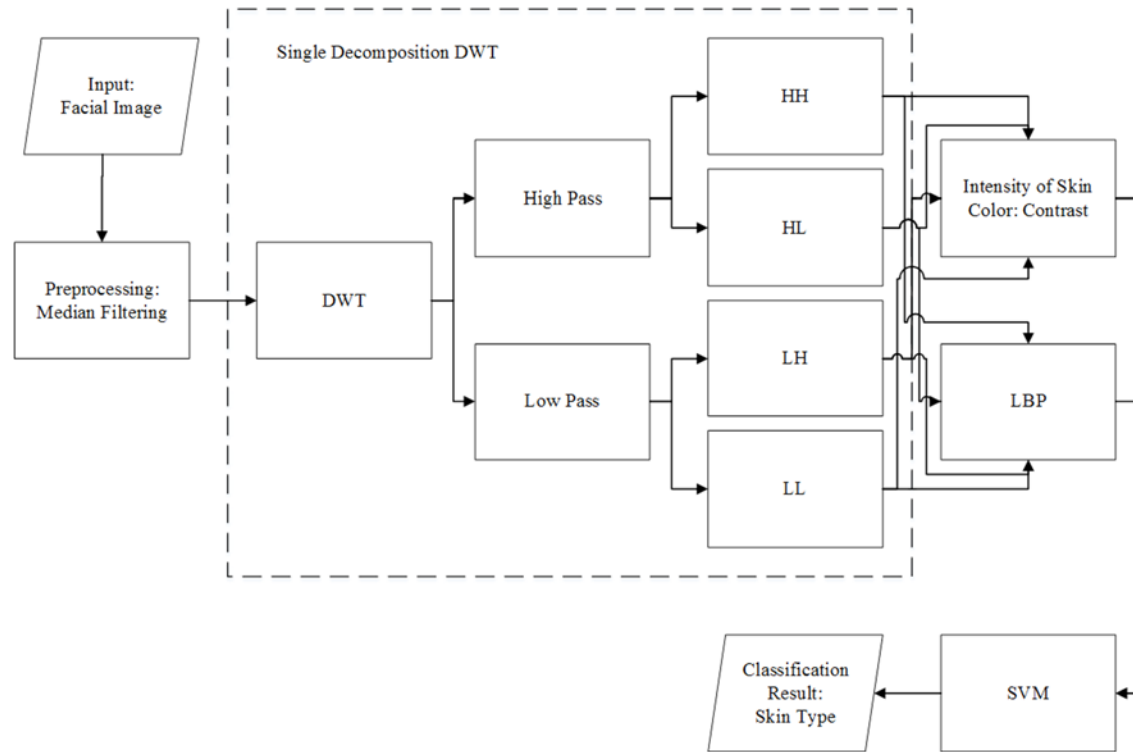 Single Decomposition DWT
Input:
Facial Image
Preprocessing:
Median Filtering
DWT
High Pass
Low Pass
HH
HL
LH
LL
Intensity of Skin
Color: Contrast
LBP
SVM
Classification
Result:
Skin Type